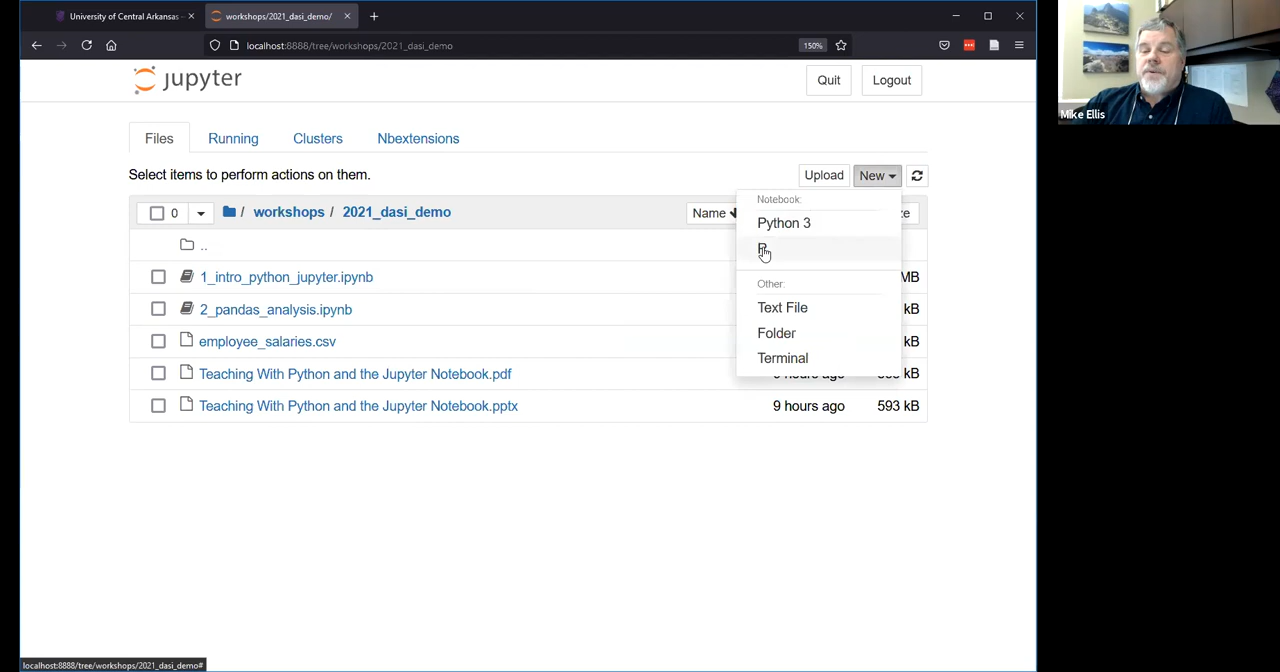 University of Central Arkansas
workshops/2021_dasi_demo/
localhost:8888/tree/workshops/2021_dasi_demo
150%
jupyter
Quit
Logout
Files
Running
Clusters
Nbextensions
Select items to perform actions on them.
Upload
New
0
/ workshops / 2021_dasi_demo
Name
Notebook:
Python 3
R
Other:
Text File
Folder
Terminal
..
1_intro_python_jupyter.ipynb
MB
2_pandas_analysis.ipynb
kB
employee_salaries.csv
kB
Teaching With Python and the Jupyter Notebook.pdf
kB
Teaching With Python and the Jupyter Notebook.pptx
9 hours ago
593 kB
localhost:8888/tree/workshops/2021_dasi_demo#
Mike Ellis